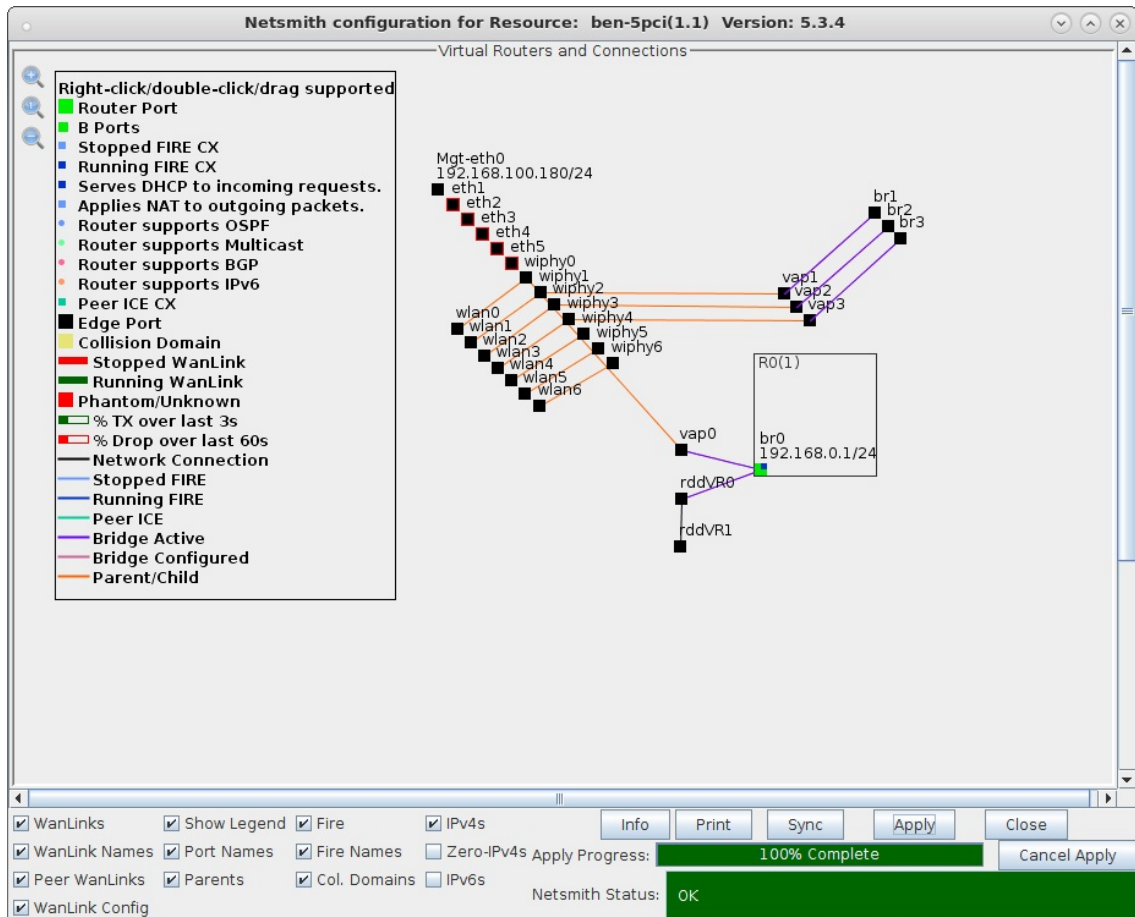 Netsmith configuration for Resource:  ben-5pci(1.1)  Version: 5.3.4
Virtual Routers and Connections
Right-click/double-click/drag supported
Router Port
B Ports
Stopped FIRE CX
Running FIRE CX
Serves DHCP to incoming requests.
Applies NAT to outgoing packets.
Router supports OSPF
Router supports Multicast
Router supports BGP
Router supports IPv6
Peer ICE CX
Edge Port
Collision Domain
Stopped WanLink
Running WanLink
Phantom/Unknown
% TX over last 3s
% Drop over last 60s
Network Connection
Stopped FIRE
Running FIRE
Peer ICE
Bridge Active
Bridge Configured
Parent/Child
Mgt-eth0
192.168.100.180/24
eth1
eth2
eth3
eth4
eth5
wiphy0
wiphy1
wiphy2
wiphy3
wiphy4
wiphy5
wiphy6
wlan0
wlan1
wlan2
wlan3
wlan4
wlan5
wlan6
br1
br2
br3
vap1
vap2
vap3
R0(1)
br0
192.168.0.1/24
vap0
rddVR0
rddVR1
WanLinks
Show Legend
Fire
IPv4s
Info
Print
Sync
Apply
Close
WanLink Names
Port Names
Fire Names
Zero-IPv4s
Apply Progress:
100% Complete
Cancel Apply
Peer WanLinks
Parents
Col. Domains
IPv6s
Netsmith Status:
OK
WanLink Config